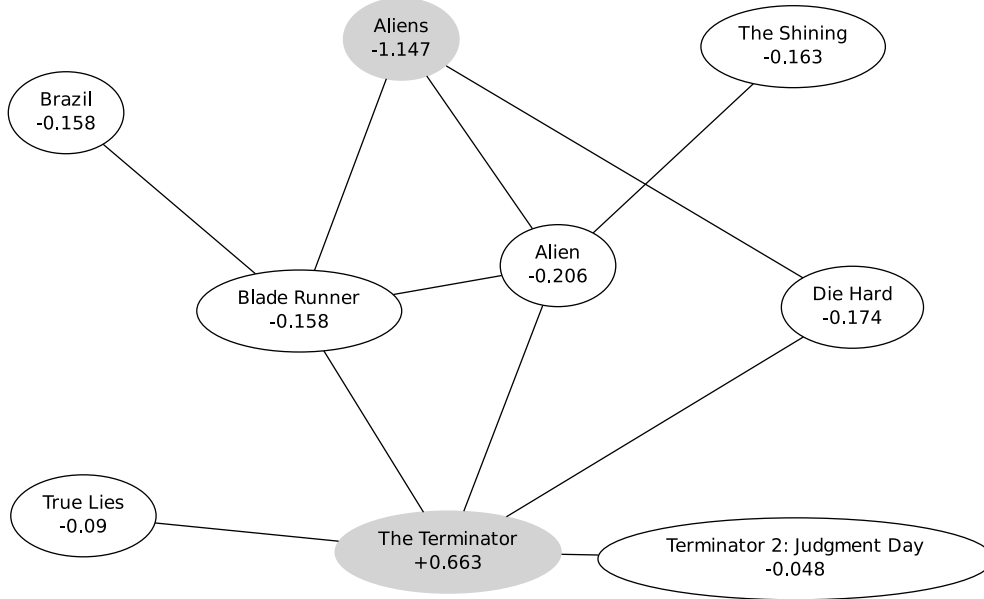 Aliens
-1.147
The Shining
-0.163
Brazil
-0.158
Alien
-0.206
Blade Runner
-0.158
Die Hard
-0.174
True Lies
-0.09
The Terminator
+0.663
Terminator 2: Judgment Day
-0.048